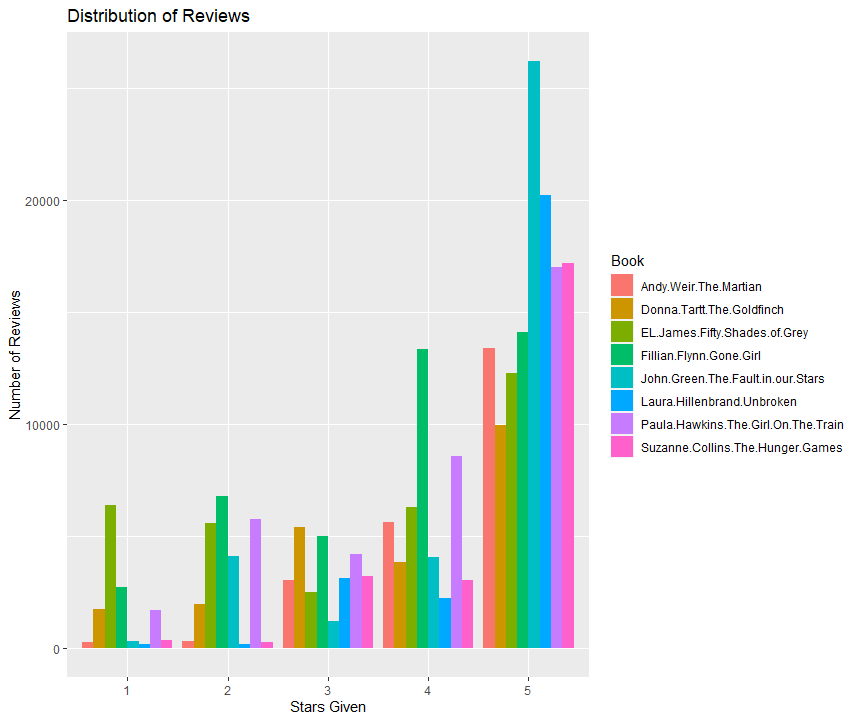 Distribution of Reviews
Number of Reviews
20000
10000
0
1 2 3 4 5
Stars Given
Book
Andy.Weir.The.Martian
Donna.Tartt.The.Goldfinch
EL.James.Fifty.Shades.of.Grey
Fillian.Flynn.Gone.Girl
John.Green.The.Fault.in.our.Stars
Laura.Hillenbrand.Unbroken
Paula.Hawkins.The.Girl.On.The.Train
Suzanne.Collins.The.Hunger.Games